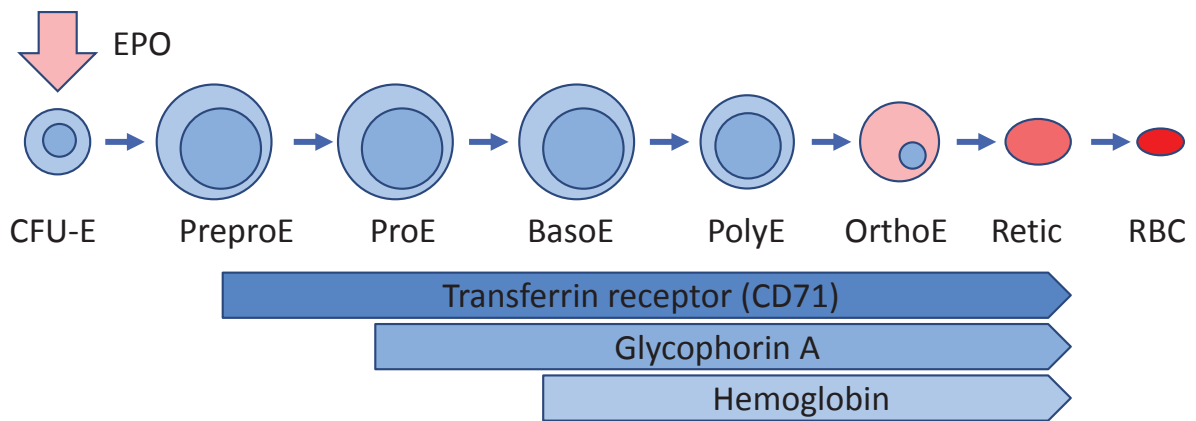 EPO
CFU-E PreproE ProE BasoE PolyE OrthoE Retic RBC
Transferrin receptor (CD71)
Glycophorin A
Hemoglobin